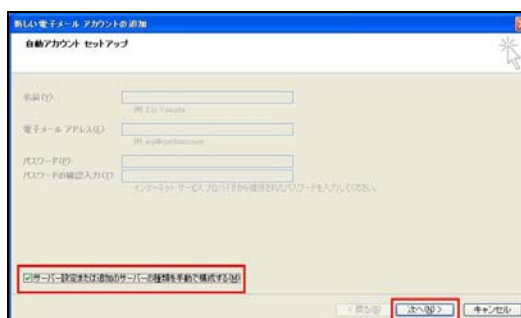 新しい電子メール アカウントの追加
自動アカウント セットアップ
名前(Y):
例: Eiji Yasuda
電子メール アドレス(E):
例: eiji@contoso.com
パスワード(P):
パスワードの確認入力(T):
インターネット サービス プロバイダから提供されたパスワードを入力してください。
サーバー設定または追加のサーバーの種類を手動で構成する(M)
< 戻る(B)
次へ(N) >
キャンセル